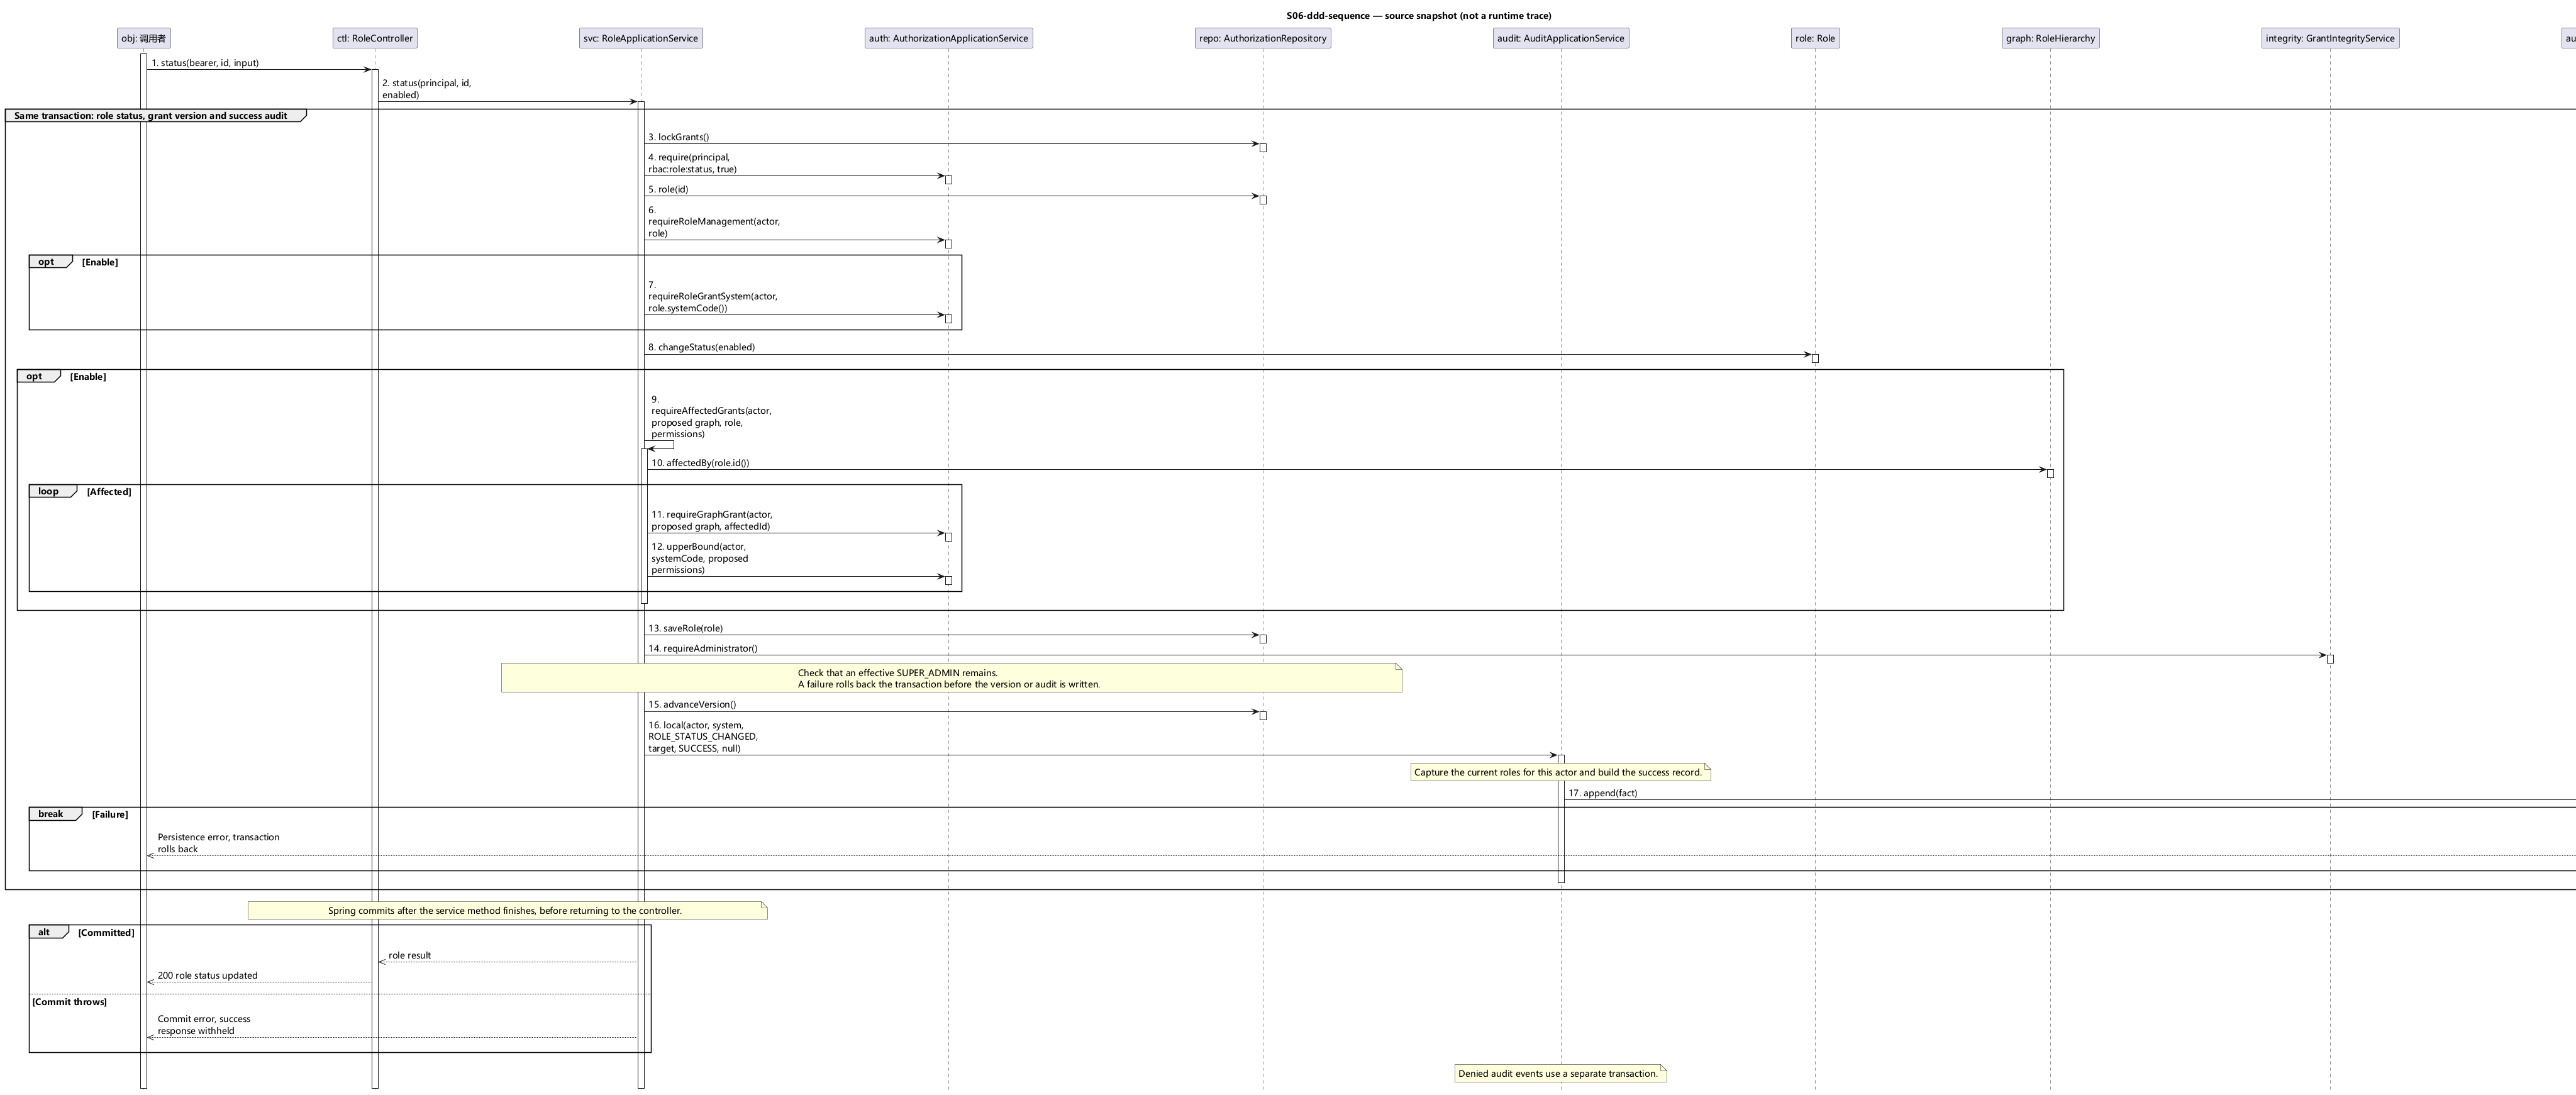 S06-ddd-sequence — source snapshot (not a runtime trace)
obj: 调用者
ctl: RoleController
svc: RoleApplicationService
auth: AuthorizationApplicationService
repo: AuthorizationRepository
audit: AuditApplicationService
role: Role
graph: RoleHierarchy
integrity: GrantIntegrityService
1. status(bearer, id, input)
2. status(principal, id,
enabled)
Same transaction: role status, grant version and success audit
3. lockGrants()
4. require(principal,
rbac:role:status, true)
5. role(id)
6.
requireRoleManagement(actor,
role)
opt [Enable]
7.
requireRoleGrantSystem(actor,
role.systemCode())
8. changeStatus(enabled)
opt [Enable]
9.
requireAffectedGrants(actor,
proposed graph, role,
permissions)
10. affectedBy(role.id())
loop [Affected]
11. requireGraphGrant(actor,
proposed graph, affectedId)
12. upperBound(actor,
systemCode, proposed
permissions)
13. saveRole(role)
14. requireAdministrator()
Check that an effective SUPER_ADMIN remains.
A failure rolls back the transaction before the version or audit is written.
15. advanceVersion()
16. local(actor, system,
ROLE_STATUS_CHANGED,
target, SUCCESS, null)
Capture the current roles for this actor and build the success record.
17. append(fact)
break [Failure]
Persistence error, transaction
rolls back
Spring commits after the service method finishes, before returning to the controller.
alt [Committed]
role result
200 role status updated
[Commit throws]
Commit error, success
response withheld
Denied audit events use a separate transaction.